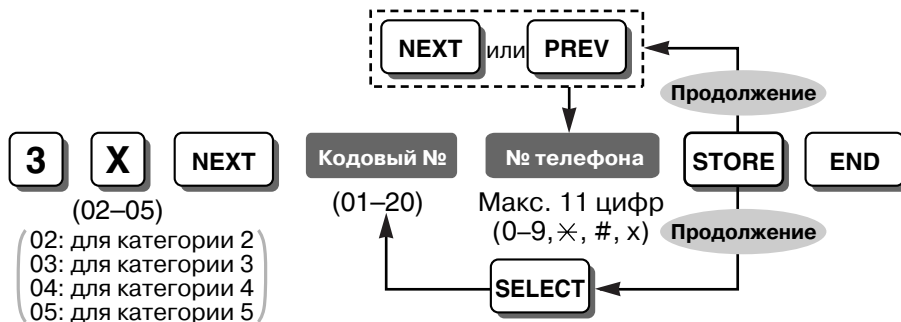 NEXT или PREV
Продолжение
3 X NEXT Кодовый № № телефона STORE END
(02–05) (01–20) Макс. 11 цифр
(0–9, ✳, #, x) Продолжение
02: для категории 2
03: для категории 3
04: для категории 4
05: для категории 5
SELECT